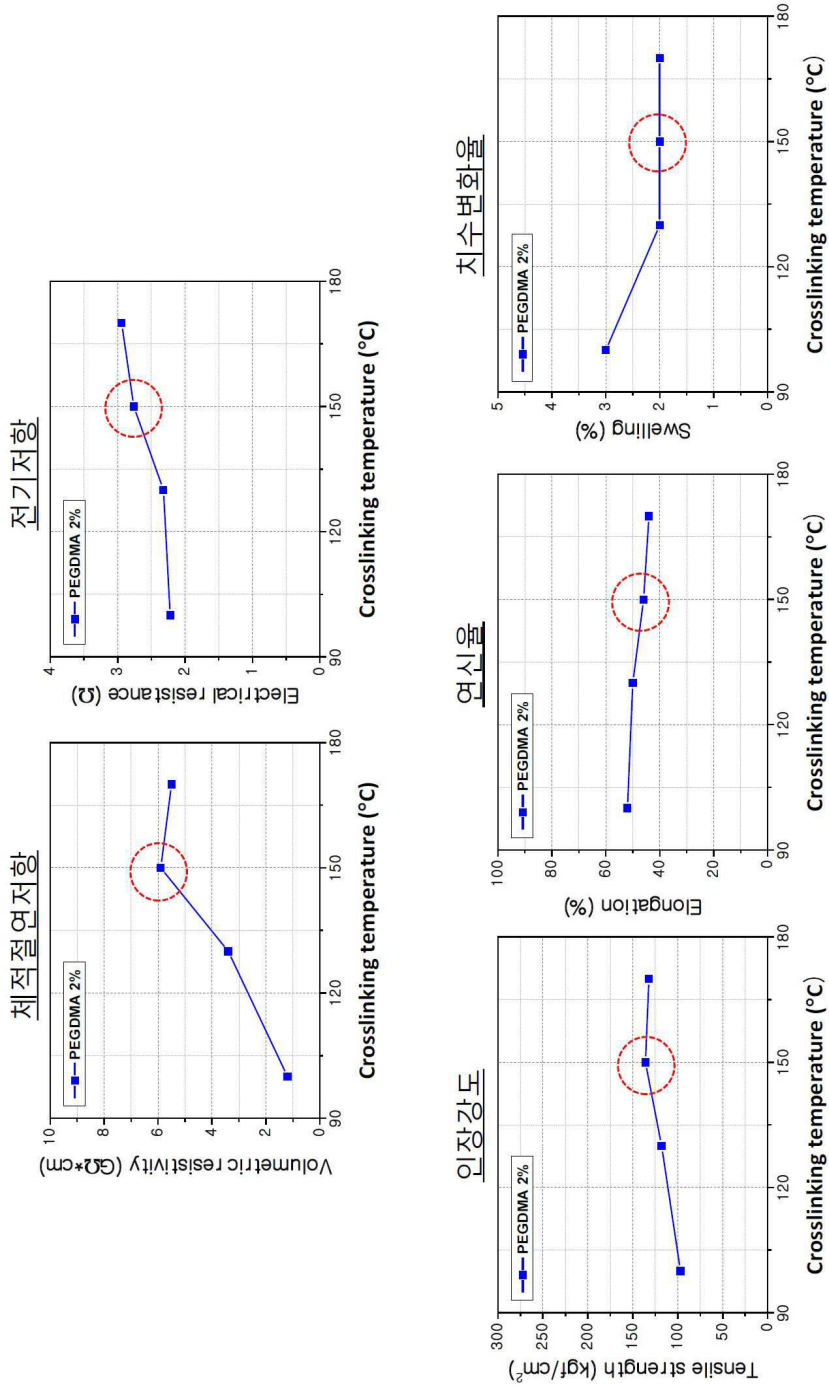 체적절연저항
PEGDMA 2%
Volumetric resistivity (GΩ*cm)
10
8
6
4
2
0
90
120
150
180
Crosslinking temperature (°C)
전기저항
PEGDMA 2%
Electrical resistance (Ω)
4
3
2
1
0
90
120
150
180
Crosslinking temperature (°C)
인장강도
PEGDMA 2%
Tensile strength (kgf/cm²)
300
250
200
150
100
50
0
90
120
150
180
Crosslinking temperature (°C)
연신율
PEGDMA 2%
Elongation (%)
100
80
60
40
20
0
90
120
150
180
Crosslinking temperature (°C)
치수변화율
PEGDMA 2%
Swelling (%)
5
4
3
2
1
0
90
120
150
180
Crosslinking temperature (°C)